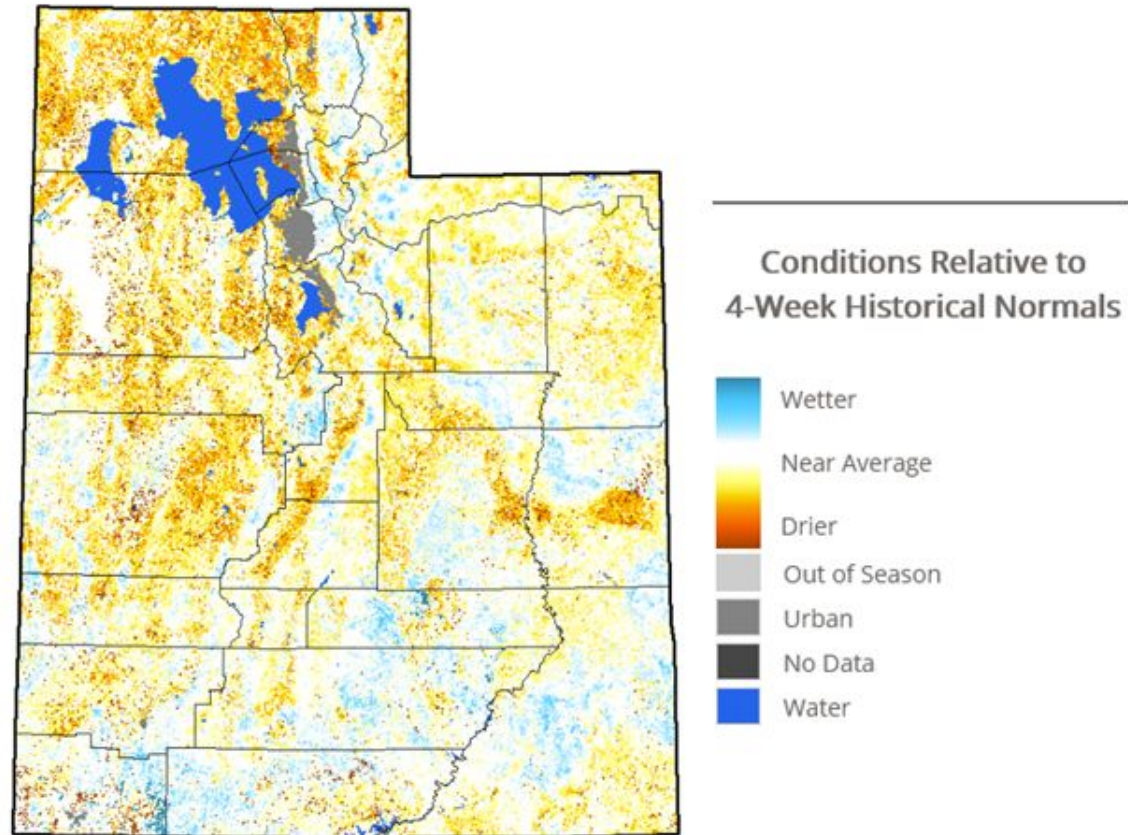 Conditions Relative to
4-Week Historical Normals
Wetter
Near Average
Drier
Out of Season
Urban
No Data
Water